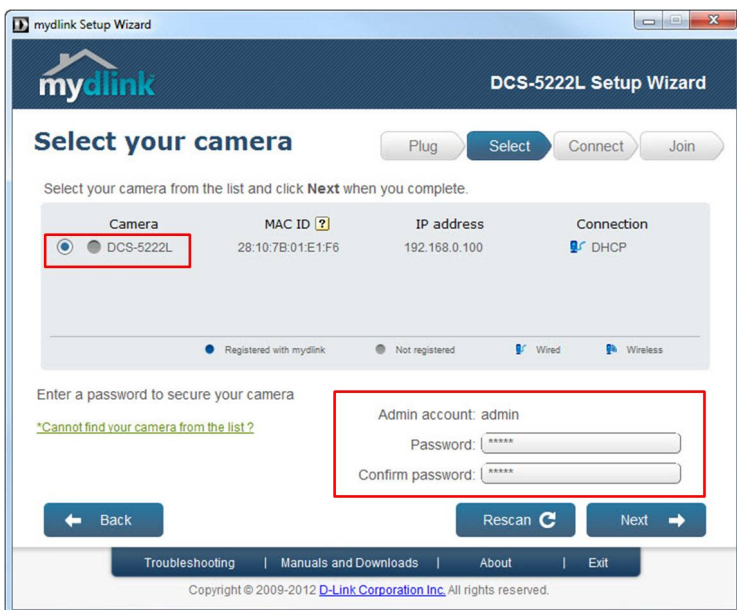 mydlink Setup Wizard
mydlink
DCS-5222L Setup Wizard
Select your camera
Plug Select Connect Join
Select your camera from the list and click Next when you complete.
Camera MAC ID ? IP address Connection
DCS-5222L 28:10:7B:01:E1:F6 192.168.0.100 DHCP
Registered with mydlink Not registered Wired Wireless
Enter a password to secure your camera
*Cannot find your camera from the list ?
Admin account: admin
Password: *****
Confirm password: *****
Back Rescan Next
Troubleshooting | Manuals and Downloads | About | Exit
Copyright © 2009-2012 D-Link Corporation Inc. All rights reserved.